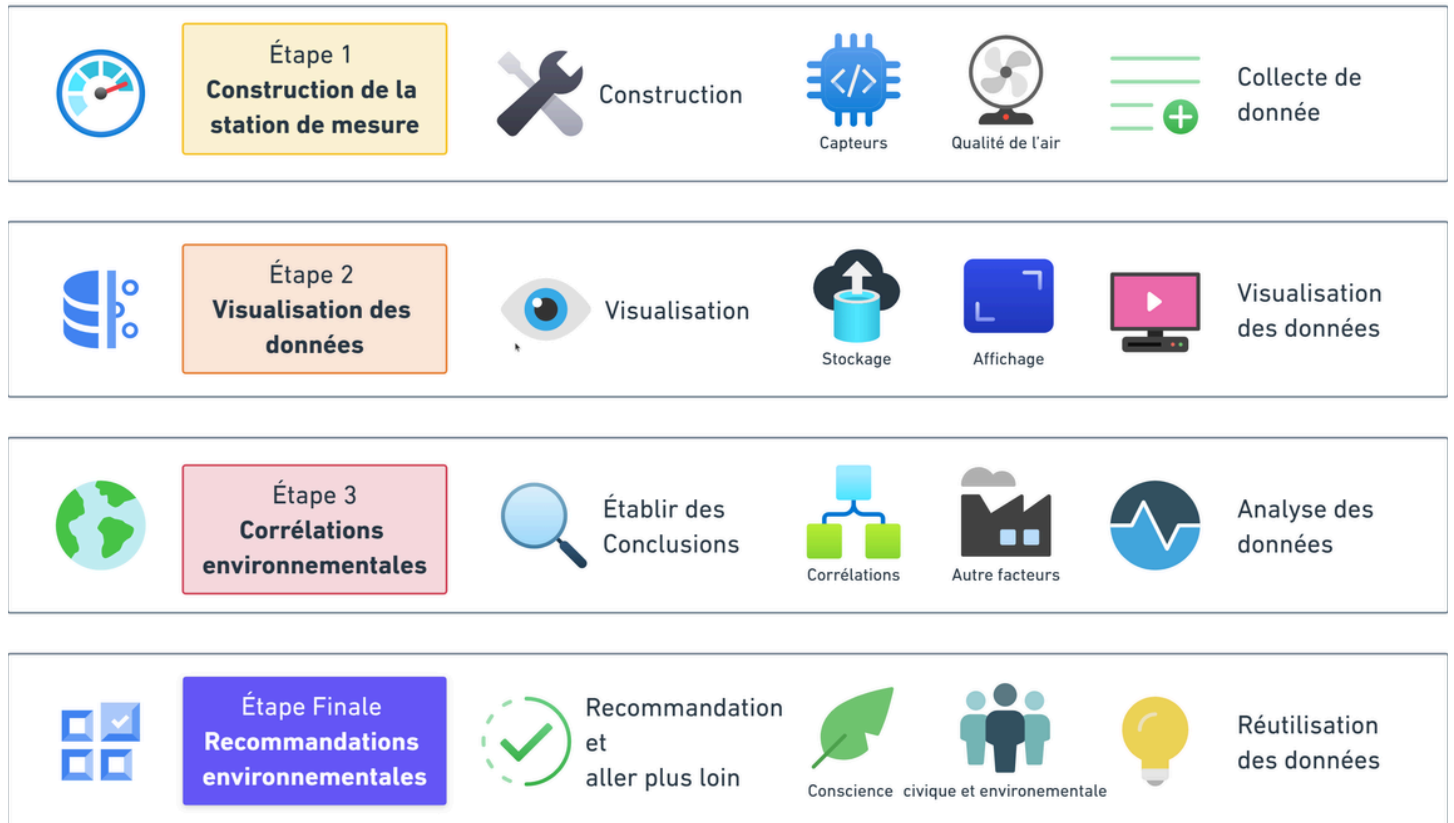 Étape 1
Construction de la
station de mesure
Construction
Capteurs
Qualité de l'air
Collecte de
donnée
Étape 2
Visualisation des
données
Visualisation
Stockage
Affichage
Visualisation
des données
Étape 3
Corrélations
environnementales
Établir des
Conclusions
Corrélations
Autre facteurs
Analyse des
données
Étape Finale
Recommandations
environnementales
Recommandation
et
aller plus loin
Conscience civique et environementale
Réutilisation
des données